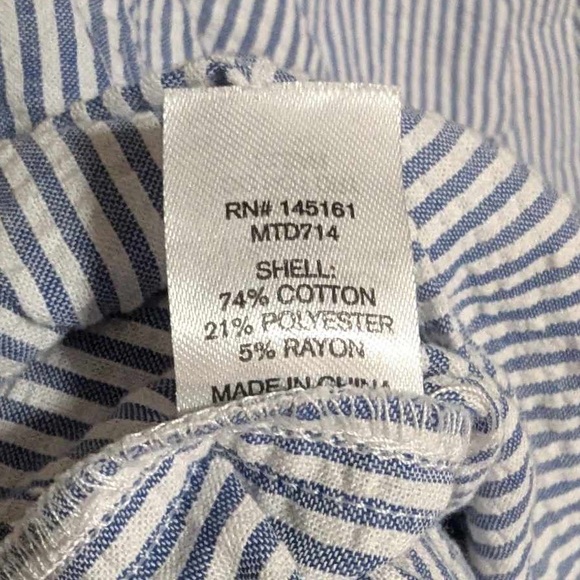 RN# 145161
MTD714
SHELL:
74% COTTON
21% POLYESTER
5% RAYON
MADE IN CHINA